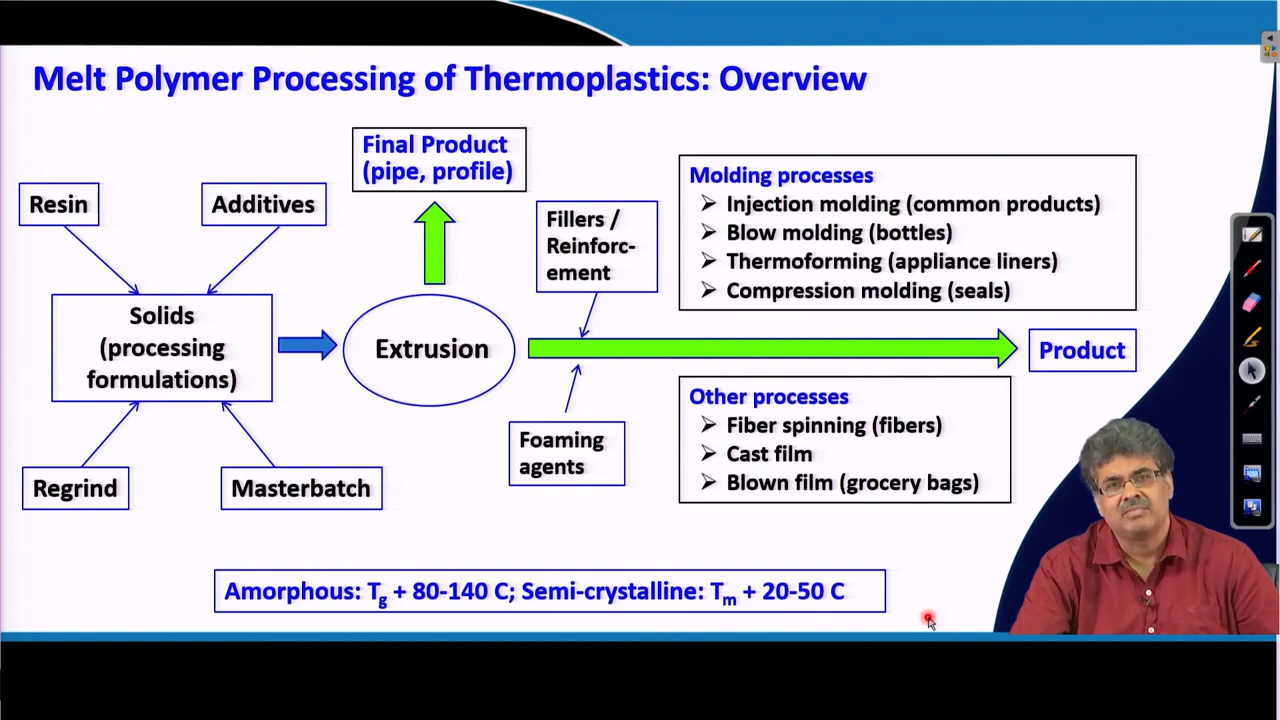 Melt Polymer Processing of Thermoplastics: Overview
Final Product
(pipe, profile)
Resin
Additives
Fillers /
Reinforc-
ement
Molding processes
➢ Injection molding (common products)
➢ Blow molding (bottles)
➢ Thermoforming (appliance liners)
➢ Compression molding (seals)
Solids
(processing
formulations)
Extrusion
Product
Other processes
➢ Fiber spinning (fibers)
➢ Cast film
➢ Blown film (grocery bags)
Foaming
agents
Regrind
Masterbatch
Amorphous: Tg + 80-140 C; Semi-crystalline: Tm + 20-50 C